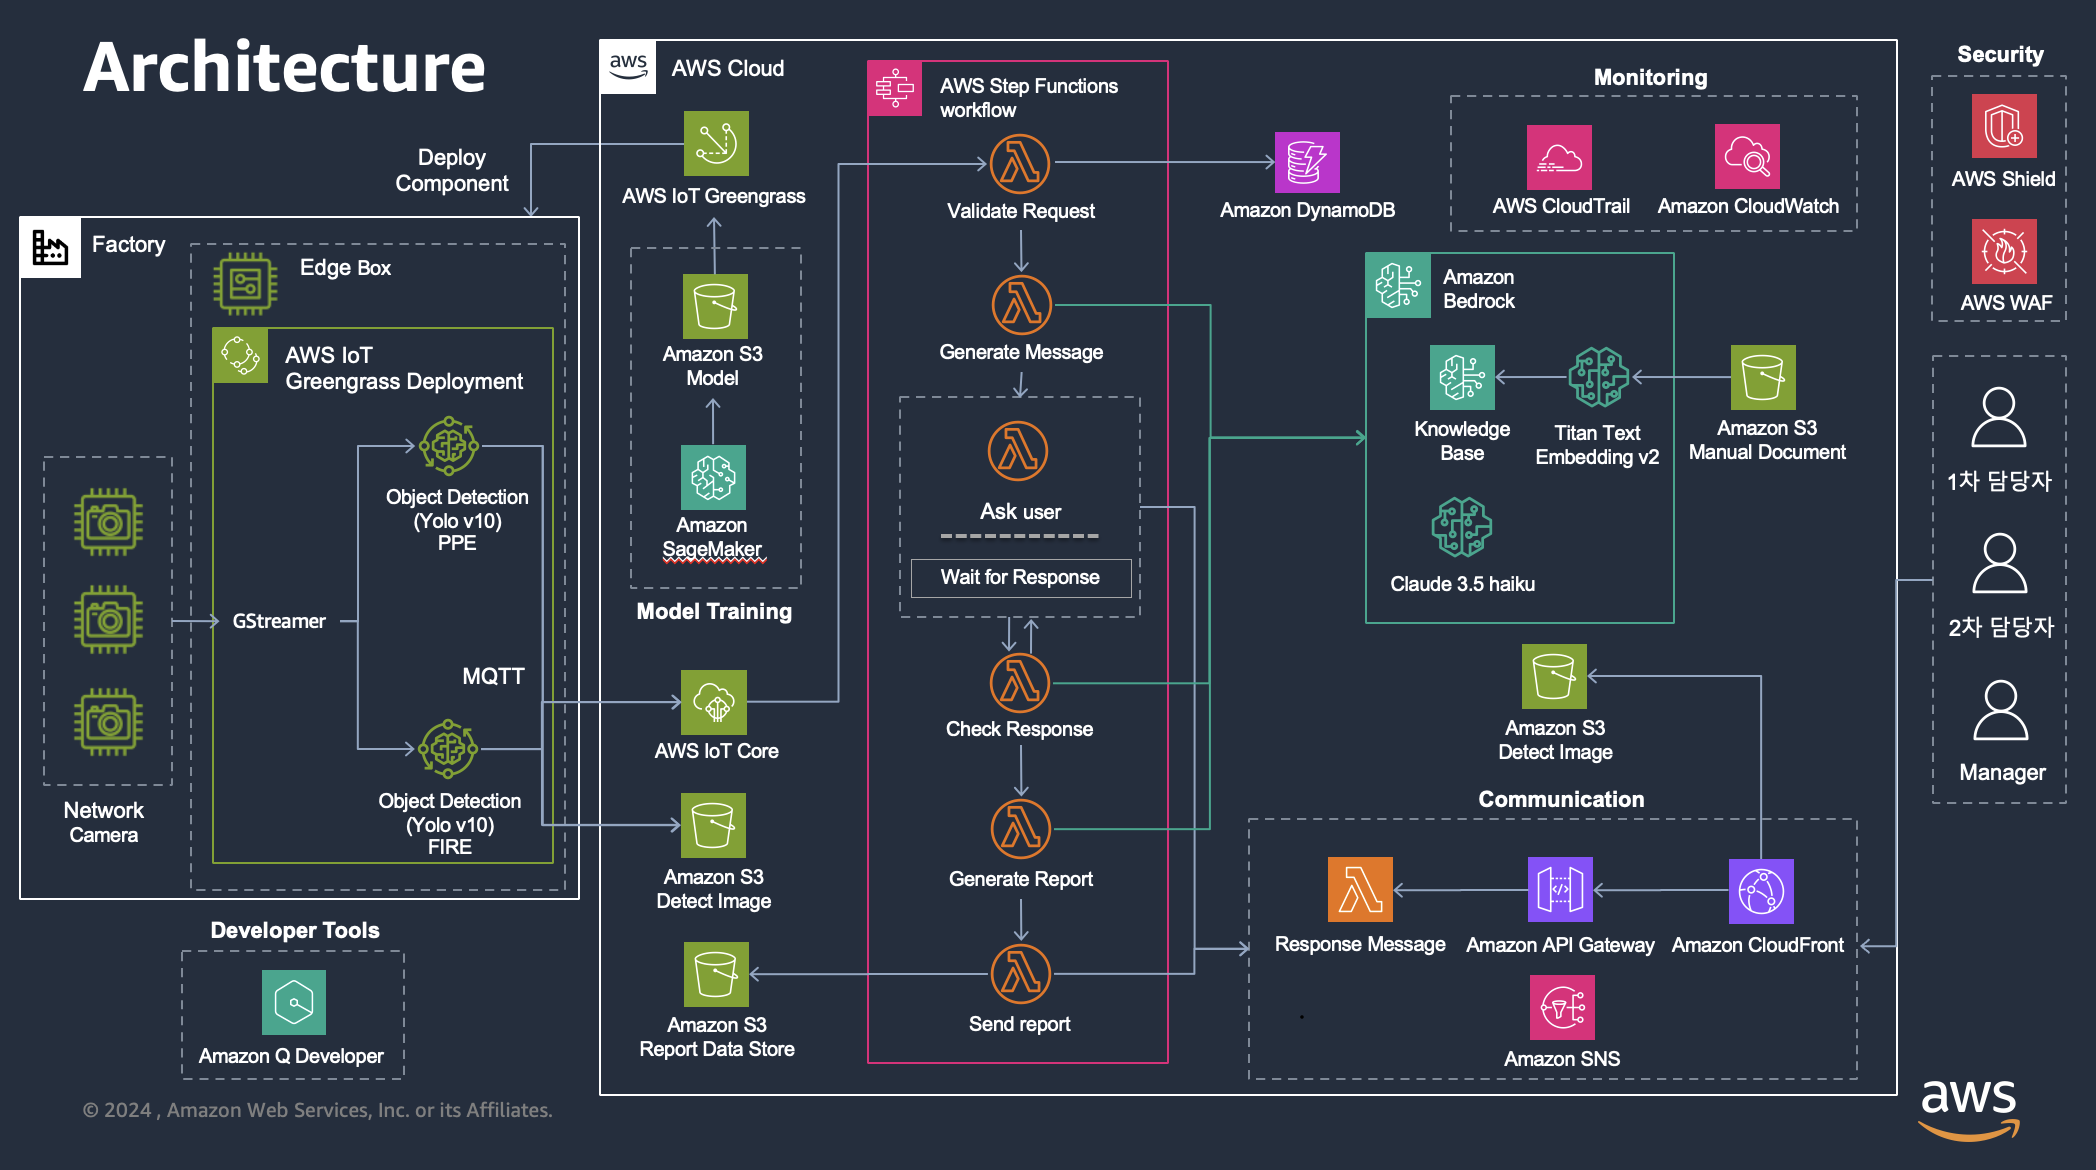 Architecture
Deploy
Component
Factory
Edge Box
AWS IoT
Greengrass Deployment
Object Detection
(Yolo v10)
PPE
GStreamer
MQTT
Object Detection
(Yolo v10)
FIRE
Network
Camera
Developer Tools
Amazon Q Developer
© 2024 , Amazon Web Services, Inc. or its Affiliates.
aws
AWS Cloud
AWS IoT Greengrass
Amazon S3
Model
Amazon
SageMaker
Model Training
AWS IoT Core
Amazon S3
Detect Image
Amazon S3
Report Data Store
AWS Step Functions
workflow
Validate Request
Generate Message
Ask user
Wait for Response
Check Response
Generate Report
Send report
Amazon DynamoDB
Monitoring
AWS CloudTrail
Amazon CloudWatch
Amazon
Bedrock
Knowledge
Base
Titan Text
Embedding v2
Claude 3.5 haiku
Amazon S3
Manual Document
Amazon S3
Detect Image
Communication
Response Message
Amazon API Gateway
Amazon CloudFront
Amazon SNS
Security
AWS Shield
AWS WAF
1차 담당자
2차 담당자
Manager
aws